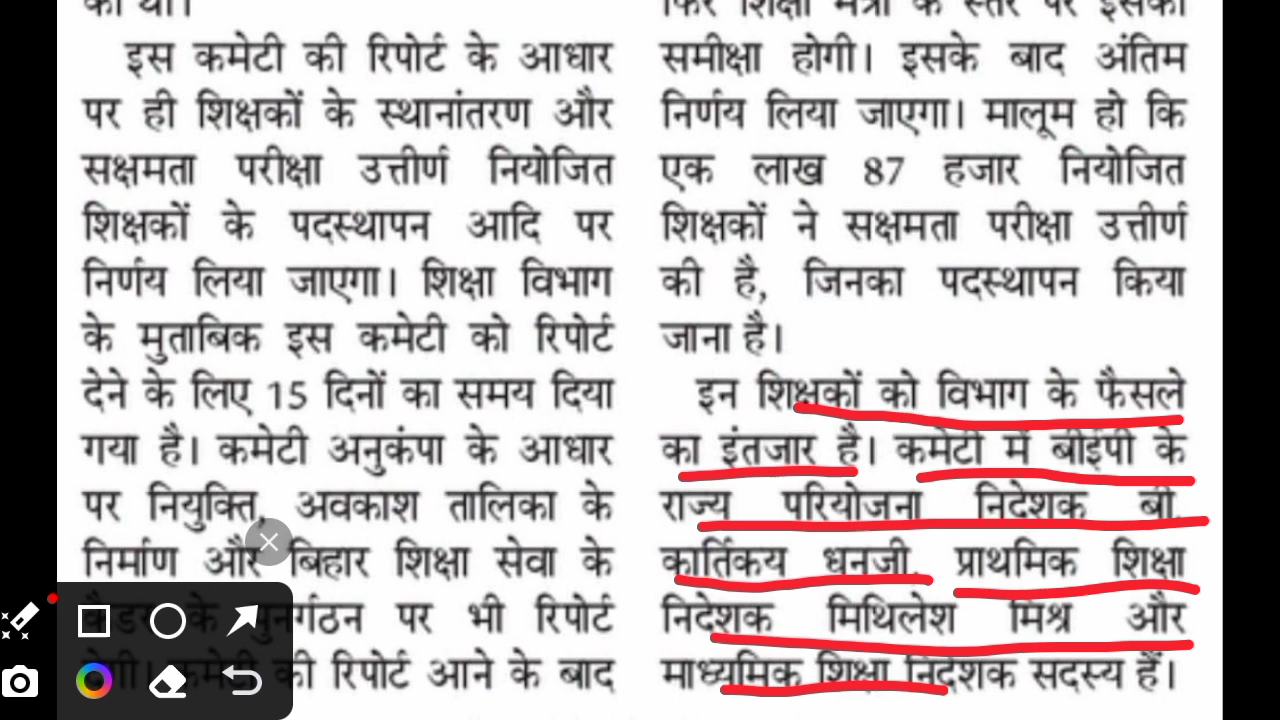 इस कमेटी की रिपोर्ट के आधार
पर ही शिक्षकों के स्थानांतरण और
सक्षमता परीक्षा उत्तीर्ण नियोजित
शिक्षकों के पदस्थापन आदि पर
निर्णय लिया जाएगा। शिक्षा विभाग
के मुताबिक इस कमेटी को रिपोर्ट
देने के लिए 15 दिनों का समय दिया
गया है। कमेटी अनुकंपा के आधार
पर नियुक्ति, अवकाश तालिका के
निर्माण और बिहार शिक्षा सेवा के
कैडर के पुनर्गठन पर भी रिपोर्ट
देगी। कमेटी की रिपोर्ट आने के बाद
फिर शिक्षा मंत्री के स्तर पर इसकी
समीक्षा होगी। इसके बाद अंतिम
निर्णय लिया जाएगा। मालूम हो कि
एक लाख 87 हजार नियोजित
शिक्षकों ने सक्षमता परीक्षा उत्तीर्ण
की है, जिनका पदस्थापन किया
जाना है।
इन शिक्षकों को विभाग के फैसले
का इंतजार है। कमेटी में बीईपी के
राज्य परियोजना निदेशक बी.
कार्तिकय धनजी, प्राथमिक शिक्षा
निदेशक मिथिलेश मिश्र और
माध्यमिक शिक्षा निदेशक सदस्य हैं।